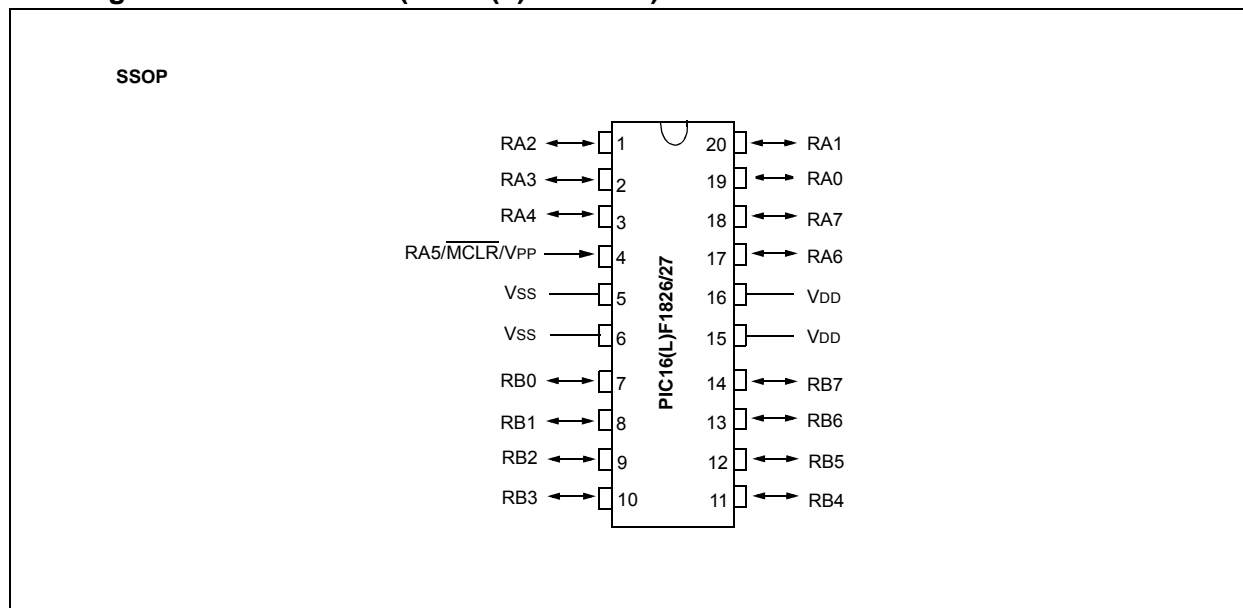 SSOP
RA2 1 20 RA1
RA3 2 19 RA0
RA4 3 18 RA7
RA5/MCLR/VPP 4 17 RA6
VSS 5 16 VDD
VSS 6 15 VDD
RB0 7 14 RB7
RB1 8 13 RB6
RB2 9 12 RB5
RB3 10 11 RB4
PIC16(L)F1826/27